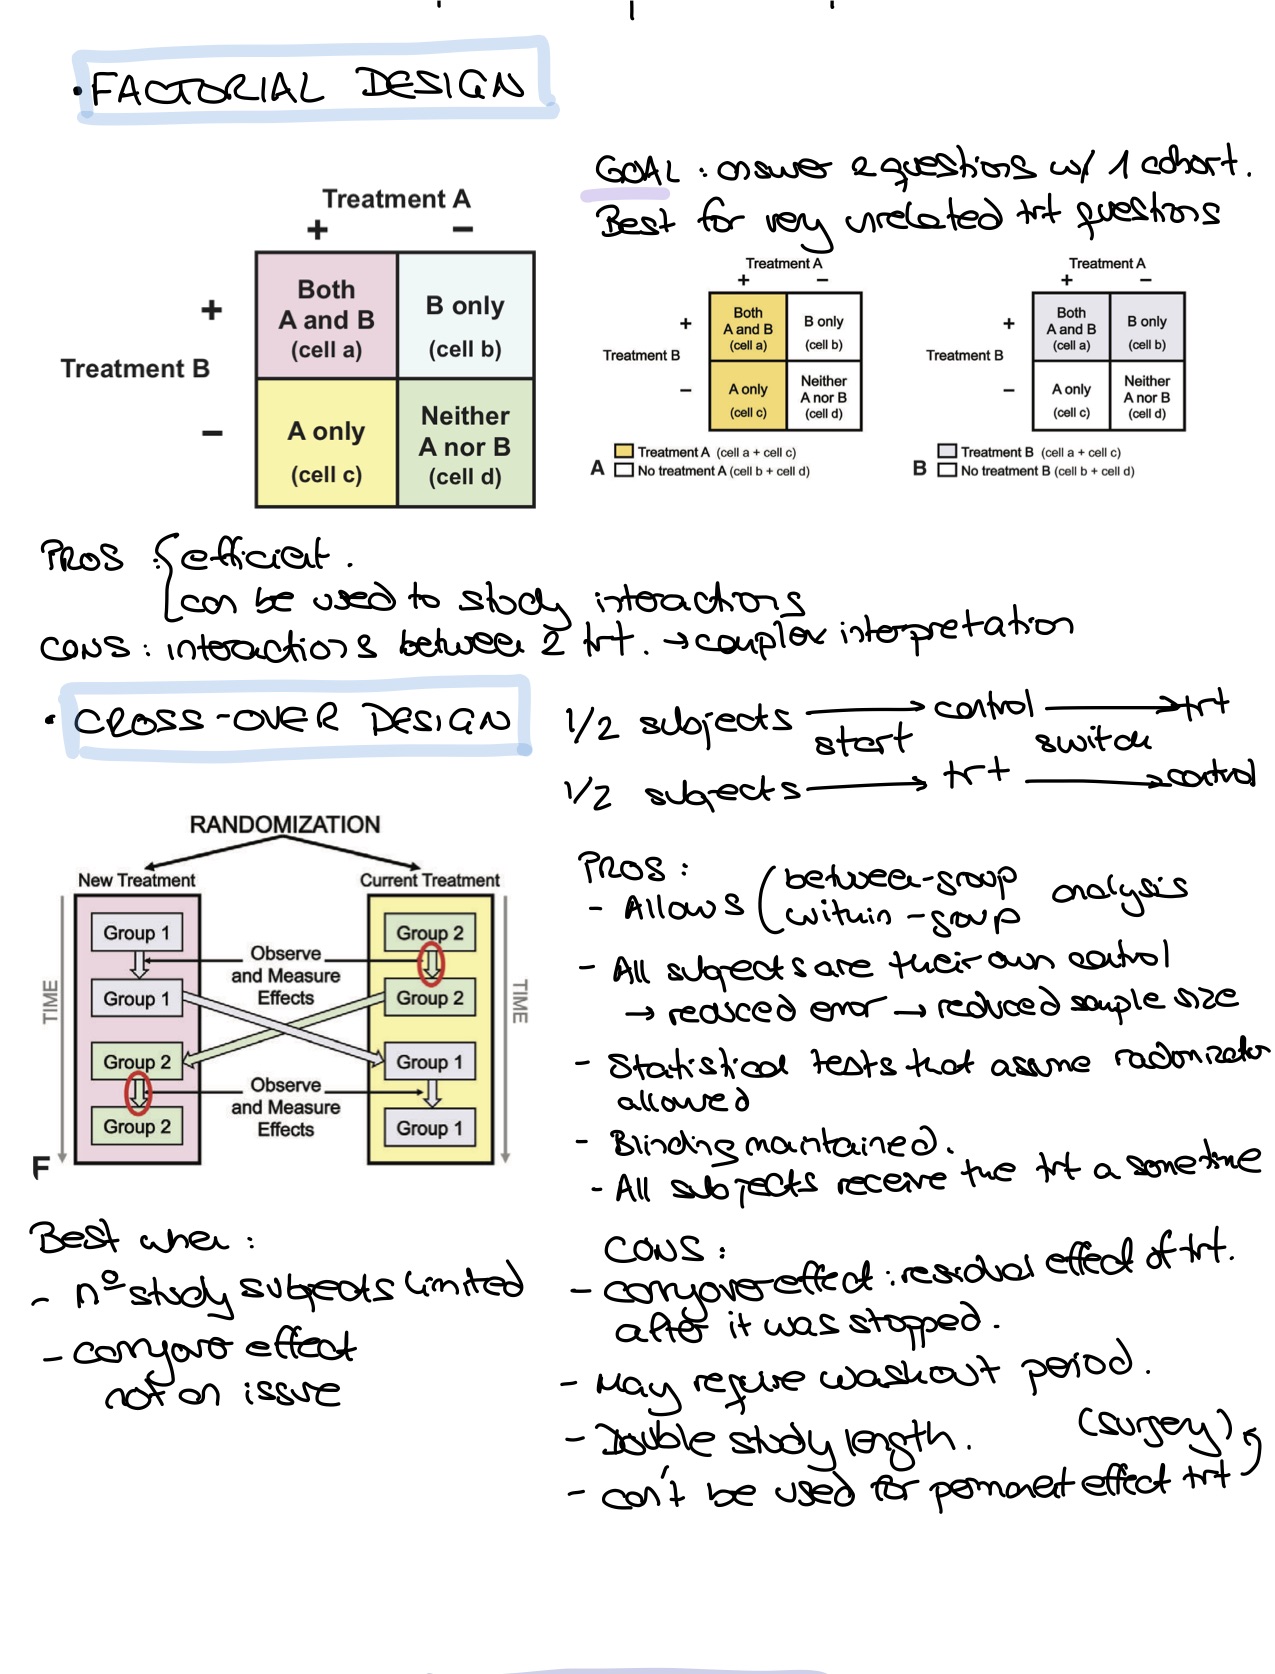 · FACTORIAL DESIGN
GOAL : answer 2 questions w/ 1 cohort.
Best for very unrelated trt questions
Treatment A
+ −
+
Treatment B
−
Both
A and B
(cell a)
B only
(cell b)
A only
(cell c)
Neither
A nor B
(cell d)
Treatment A
+ −
+
Treatment B
−
Both
A and B
(cell a)
B only
(cell b)
A only
(cell c)
Neither
A nor B
(cell d)
A
Treatment A (cell a + cell c)
No treatment A (cell b + cell d)
Treatment A
+ −
+
Treatment B
−
Both
A and B
(cell a)
B only
(cell b)
A only
(cell c)
Neither
A nor B
(cell d)
B
Treatment B (cell a + cell c)
No treatment B (cell b + cell d)
PROS : { efficient.
can be used to study interactions
CONS : interactions between 2 trt. → complex interpretation
· CROSS-OVER DESIGN
1/2 subjects → control → trt
start switch
1/2 subjects → trt → control
RANDOMIZATION
New Treatment
Current Treatment
TIME
Group 1
Group 1
Group 2
Group 2
Observe
and Measure
Effects
Observe
and Measure
Effects
Group 2
Group 2
Group 1
Group 1
TIME
F
PROS :
- Allows ( between-group
within-group analysis
- All subjects are their own control
→ reduced error → reduced sample size
- Statistical tests that assume
allowed
- Blinding maintained.
- All subjects receive the trt a sometime
Best when :
- n° study subjects limited
- carryover effect
not an issue
CONS :
- carryover effect : residual effect of trt.
after it was stopped.
- May require washout period.
- Double study length.
(surgery)
- can't be used for permanent effect trt